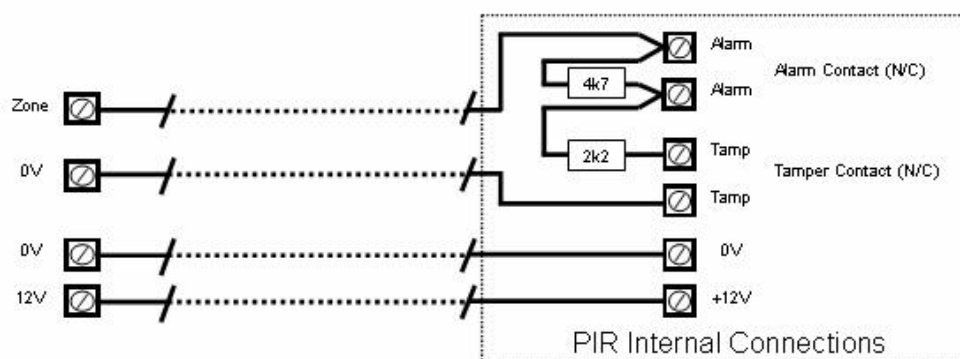 Zone
0V
0V
12V
4k7
2k2
Alarm
Alarm
Alarm Contact (N/C)
Tamp
Tamper Contact (N/C)
Tamp
0V
+12V
PIR Internal Connections